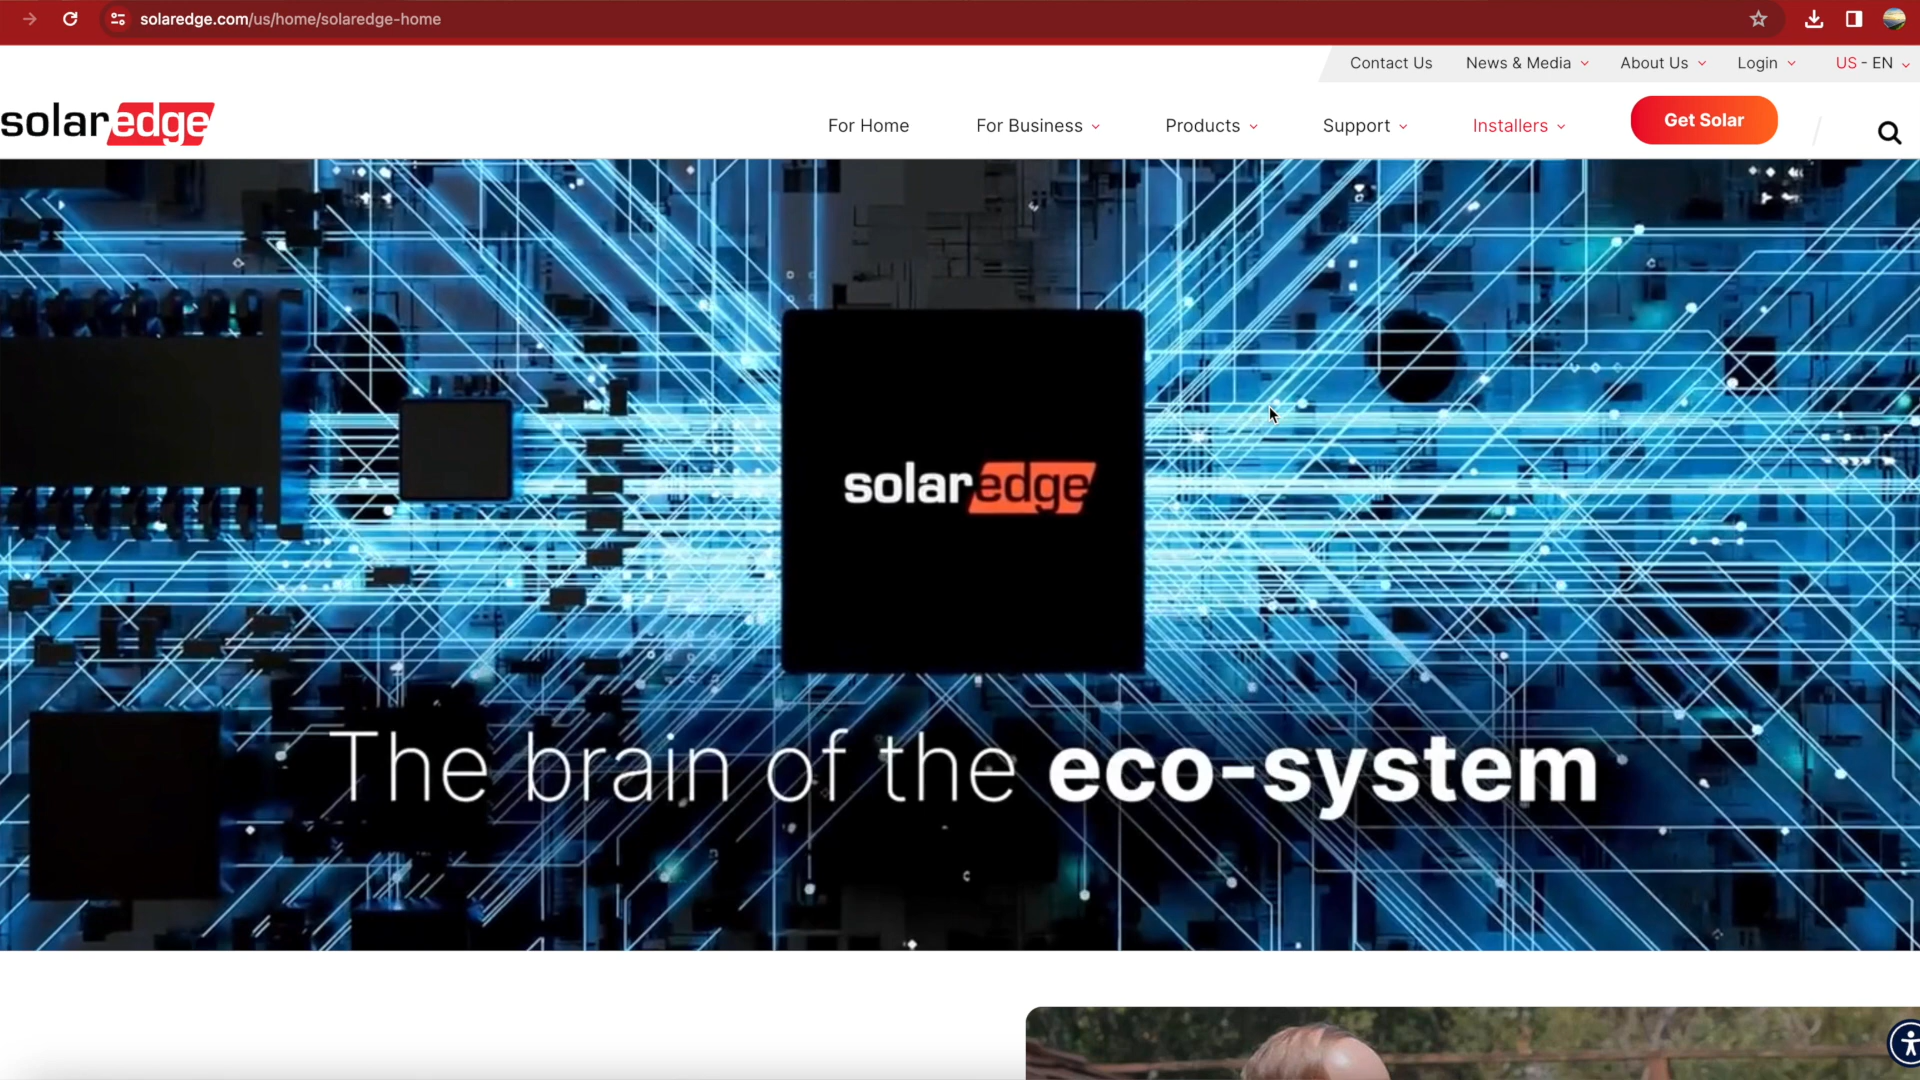 solaredge.com/us/home/solaredge-home
Contact Us News & Media About Us Login US - EN
solaredge
For Home For Business Products Support Installers Get Solar
solaredge
The brain of the eco-system